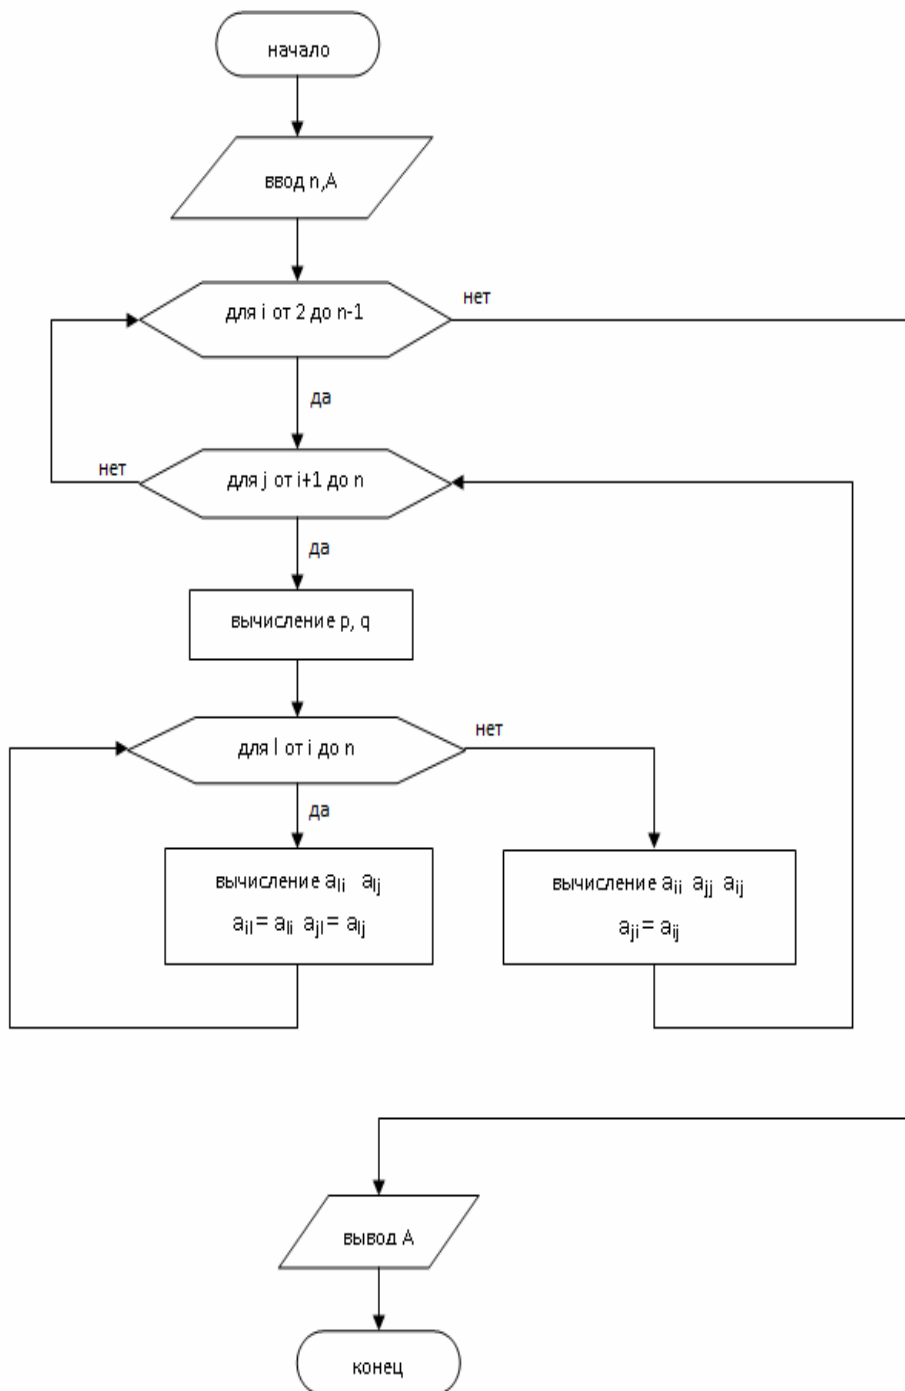 начало
ввод n,A
для i от 2 до n-1
нет
да
для j от i+1 до n
нет
да
вычисление p, q
для l от i до n
нет
да
вычисление a_li a_lj
a_il = a_li a_jl = a_lj
вычисление a_ii a_jj a_ij
a_ji = a_ij
вывод A
конец